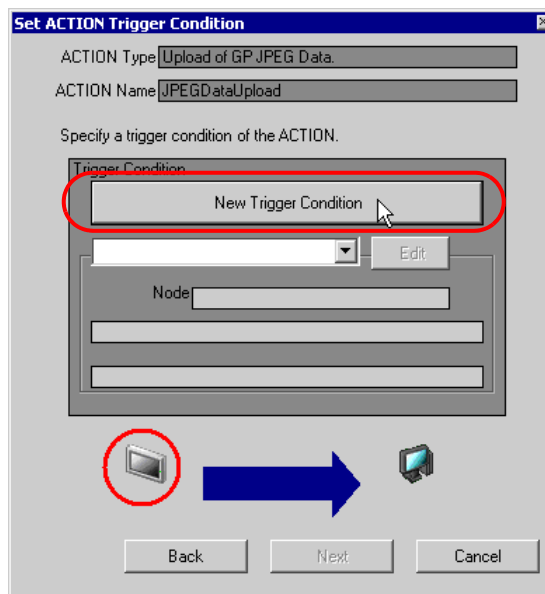 Set ACTION Trigger Condition
ACTION Type Upload of GP JPEG Data.
ACTION Name JPEGDataUpload
Specify a trigger condition of the ACTION.
Trigger Condition
New Trigger Condition
Edit
Node
Back Next Cancel